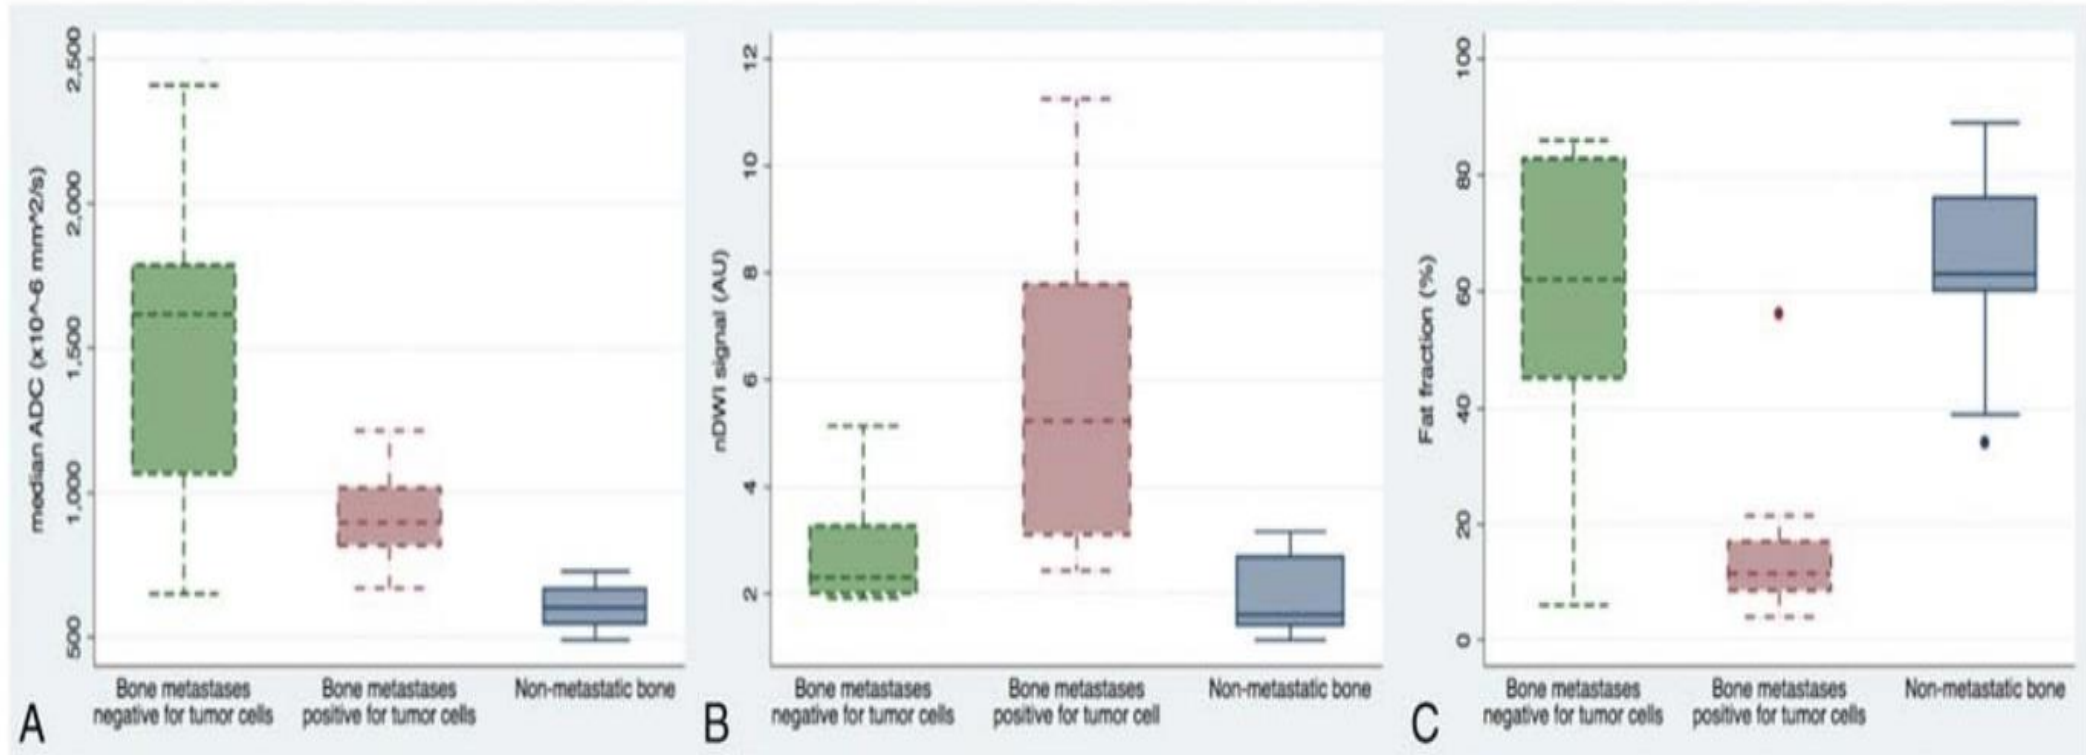 median ADC (x10^-6 mm^2/s)
2,500
2,000
1,500
1,000
500
Bone metastases
negative for tumor cells
Bone metastases
positive for tumor cells
Non-metastatic bone
A
nDWI signal (AU)
12
10
8
6
4
2
Bone metastases
negative for tumor cells
Bone metastases
positive for tumor cell
Non-metastatic bone
B
Fat fraction (%)
100
80
60
40
20
0
Bone metastases
negative for tumor cells
Bone metastases
positive for tumor cells
Non-metastatic bone
C